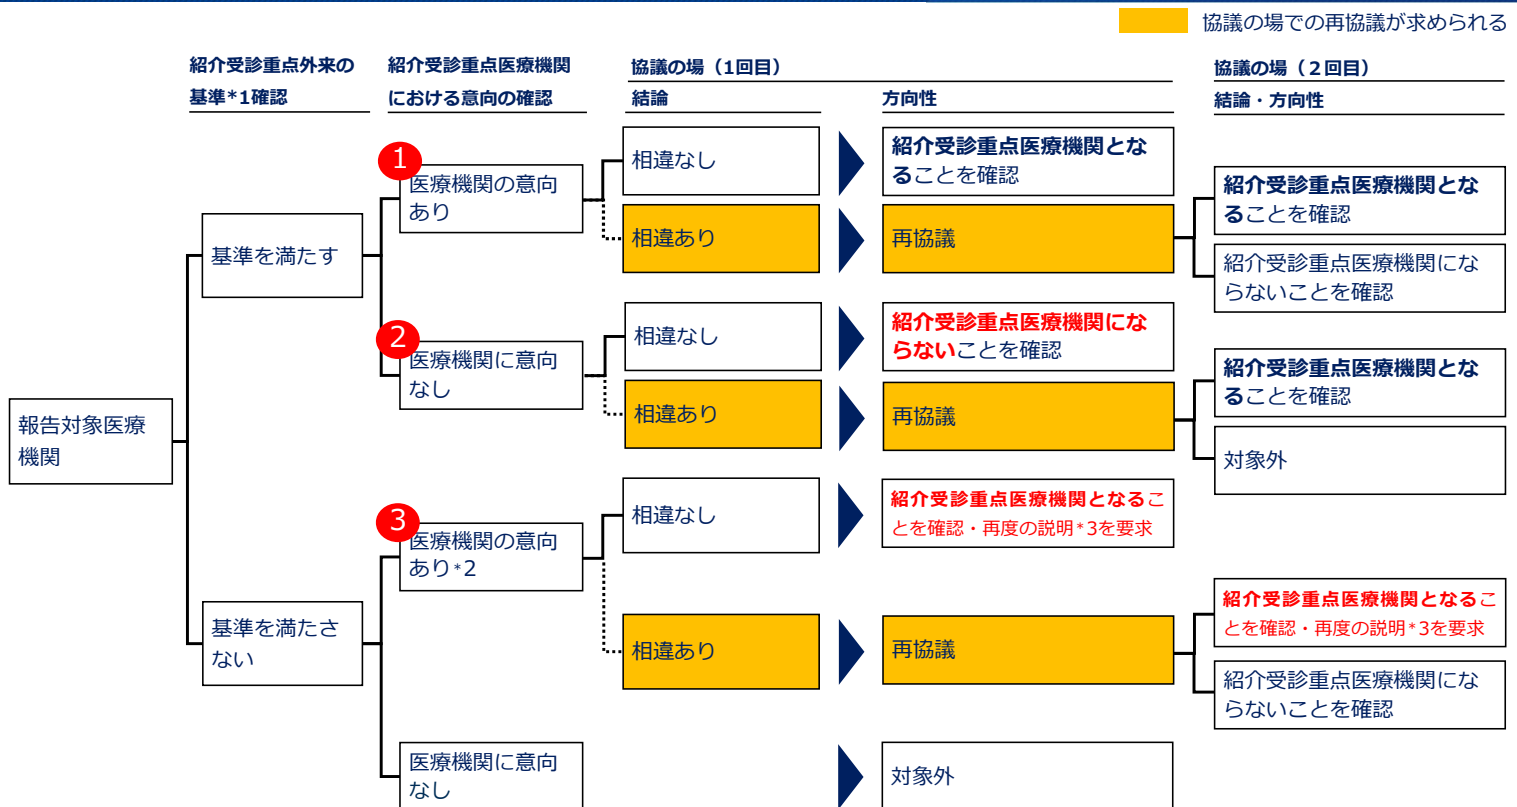 協議の場での再協議が求められる
紹介受診重点外来の
基準*1確認
紹介受診重点医療機関
における意向の確認
協議の場（1回目）
結論
方向性
協議の場（２回目）
結論・方向性
報告対象医療
機関
基準を満たす
1
医療機関の意向
あり
相違なし
紹介受診重点医療機関とな
ることを確認
相違あり
再協議
紹介受診重点医療機関とな
ることを確認
紹介受診重点医療機関にな
らないことを確認
2
医療機関に意向
なし
相違なし
紹介受診重点医療機関にな
らないことを確認
相違あり
再協議
紹介受診重点医療機関とな
ることを確認
対象外
基準を満たさ
ない
3
医療機関の意向
あり*2
相違なし
紹介受診重点医療機関となるこ
とを確認・再度の説明*3を要求
相違あり
再協議
紹介受診重点医療機関となるこ
とを確認・再度の説明*3を要求
紹介受診重点医療機関にな
らないことを確認
医療機関に意向
なし
対象外